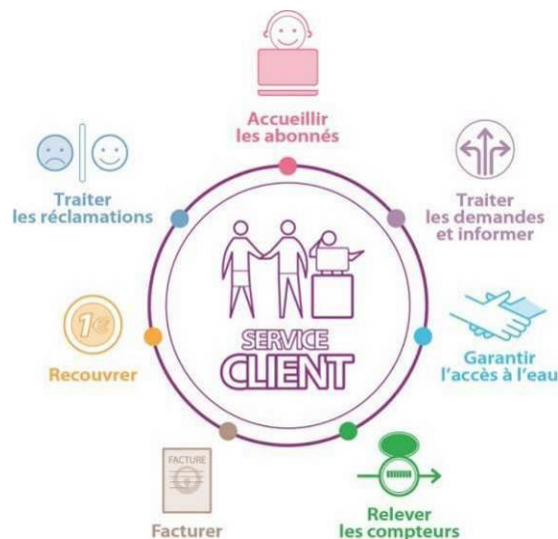 Accueillir
les abonnés
Traiter
les réclamations
Traiter
les demandes
et informer
SERVICE
CLIENT
1€
Recouvrer
Garantir
l'accès à l'eau
FACTURE
Facturer
Relever
les compteurs